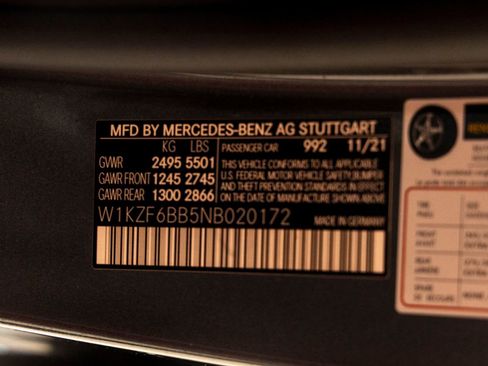 MFD BY MERCEDES-BENZ AG STUTTGART
KG LBS PASSENGER CAR 992 11/21
GVWR 2495 5501
GAWR FRONT 1245 2745
GAWR REAR 1300 2866
THIS VEHICLE CONFORMS TO ALL APPLICABLE
U.S. FEDERAL MOTOR VEHICLE SAFETY, BUMPER
AND THEFT PREVENTION STANDARDS IN EFFECT
ON THE DATE OF MANUFACTURE SHOWN ABOVE.
W1KZF6BB5NB020172 MADE IN GERMANY